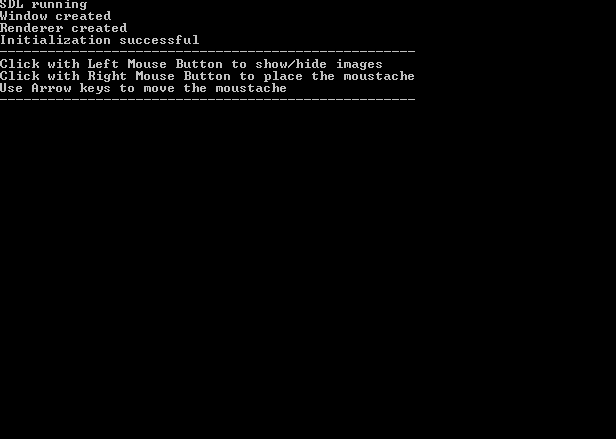 SDL running
Window created
Renderer created
Initialization successful
----------------------------------------------------
Click with Left Mouse Button to show/hide images
Click with Right Mouse Button to place the moustache
Use Arrow keys to move the moustache
----------------------------------------------------